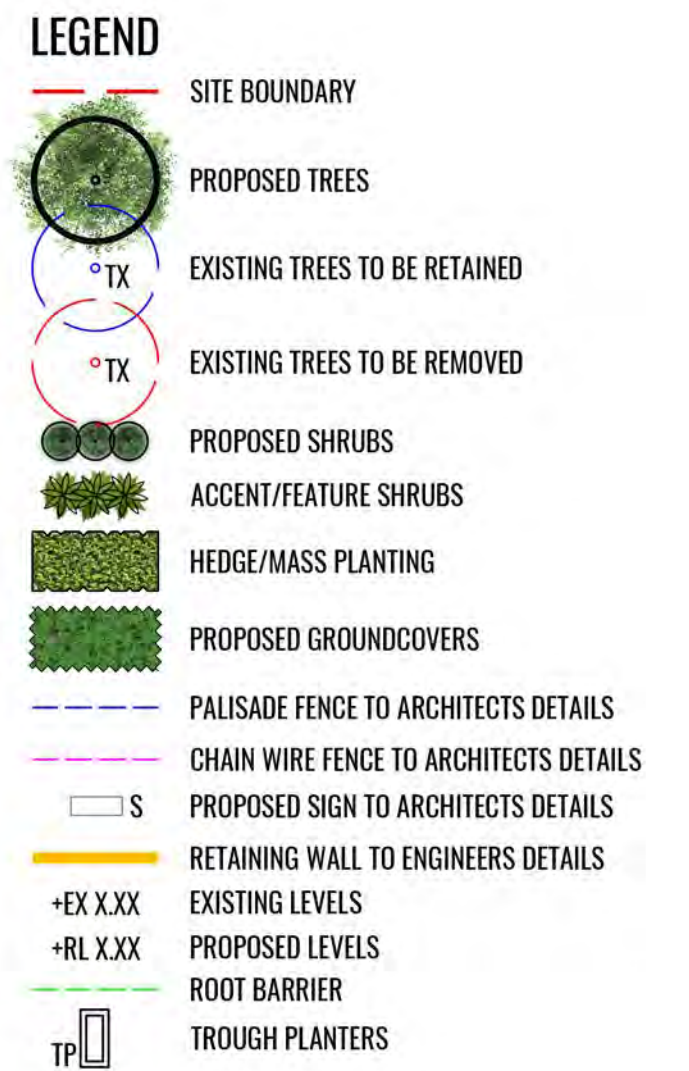 LEGEND
SITE BOUNDARY
PROPOSED TREES
TX EXISTING TREES TO BE RETAINED
TX EXISTING TREES TO BE REMOVED
PROPOSED SHRUBS
ACCENT/FEATURE SHRUBS
HEDGE/MASS PLANTING
PROPOSED GROUNDCOVERS
PALISADE FENCE TO ARCHITECTS DETAILS
CHAIN WIRE FENCE TO ARCHITECTS DETAILS
S PROPOSED SIGN TO ARCHITECTS DETAILS
RETAINING WALL TO ENGINEERS DETAILS
+EX X.XX EXISTING LEVELS
+RL X.XX PROPOSED LEVELS
ROOT BARRIER
TP TROUGH PLANTERS